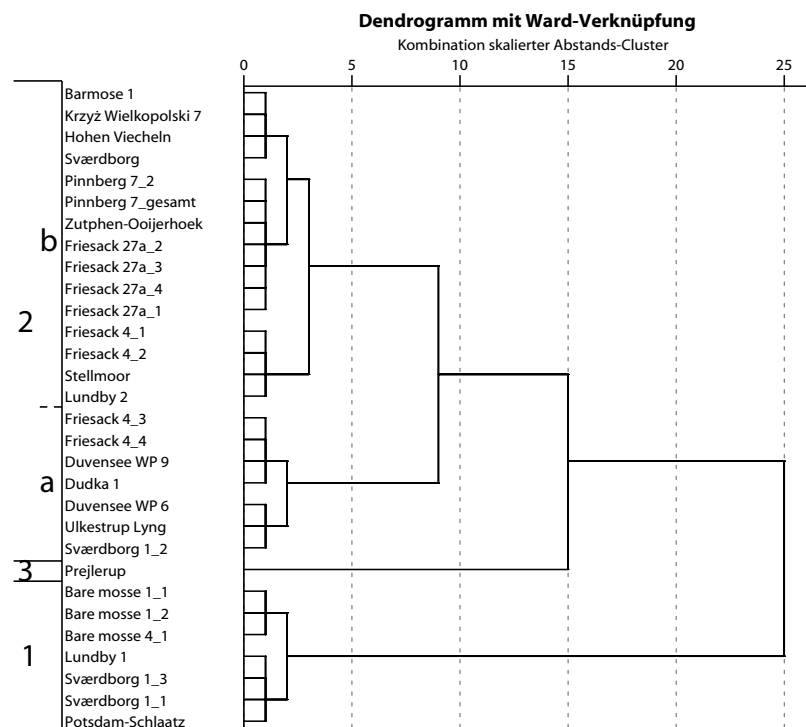 Dendrogramm mit Ward-Verknüpfung
Kombination skalierter Abstands-Cluster
0 5 10 15 20 25
Barmose 1
Krzyż Wielkopolski 7
Hohen Viecheln
Sværdborg
Pinnberg 7_2
Pinnberg 7_gesamt
Zutphen-Ooijerhoek
b Friesack 27a_2
Friesack 27a_3
Friesack 27a_4
Friesack 27a_1
2 Friesack 4_1
Friesack 4_2
Stellmoor
Lundby 2
Friesack 4_3
Friesack 4_4
Duvensee WP 9
a Dudka 1
Duvensee WP 6
Ulkestrup Lyng
Sværdborg 1_2
3 Prejlerup
Bare mosse 1_1
Bare mosse 1_2
Bare mosse 4_1
1 Lundby 1
Sværdborg 1_3
Sværdborg 1_1
Potsdam-Schlaatz